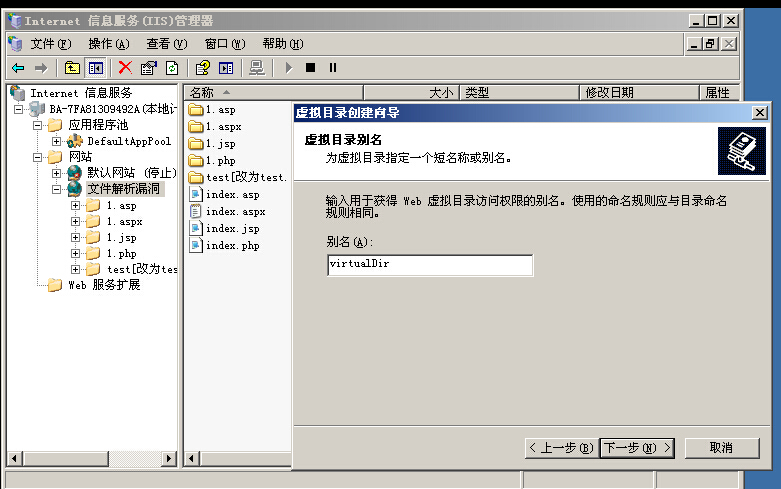 Internet 信息服务(IIS)管理器
文件(F) 操作(A) 查看(V) 窗口(W) 帮助(H)
Internet 信息服务
BA-7FA81309492A(本地计
应用程序池
DefaultAppPool
网站
默认网站 (停止)
文件解析漏洞
1.asp
1.aspx
1.jsp
1.php
test[改为tes
Web 服务扩展
名称 大小 类型 修改日期 属性
1.asp
1.aspx
1.jsp
1.php
test[改为test.
index.asp
index.aspx
index.jsp
index.php
虚拟目录创建向导
虚拟目录别名
为虚拟目录指定一个短名称或别名。
输入用于获得 Web 虚拟目录访问权限的别名。使用的命名规则应与目录命名
规则相同。
别名(A):
virtualDir
< 上一步(B) 下一步(N) > 取消